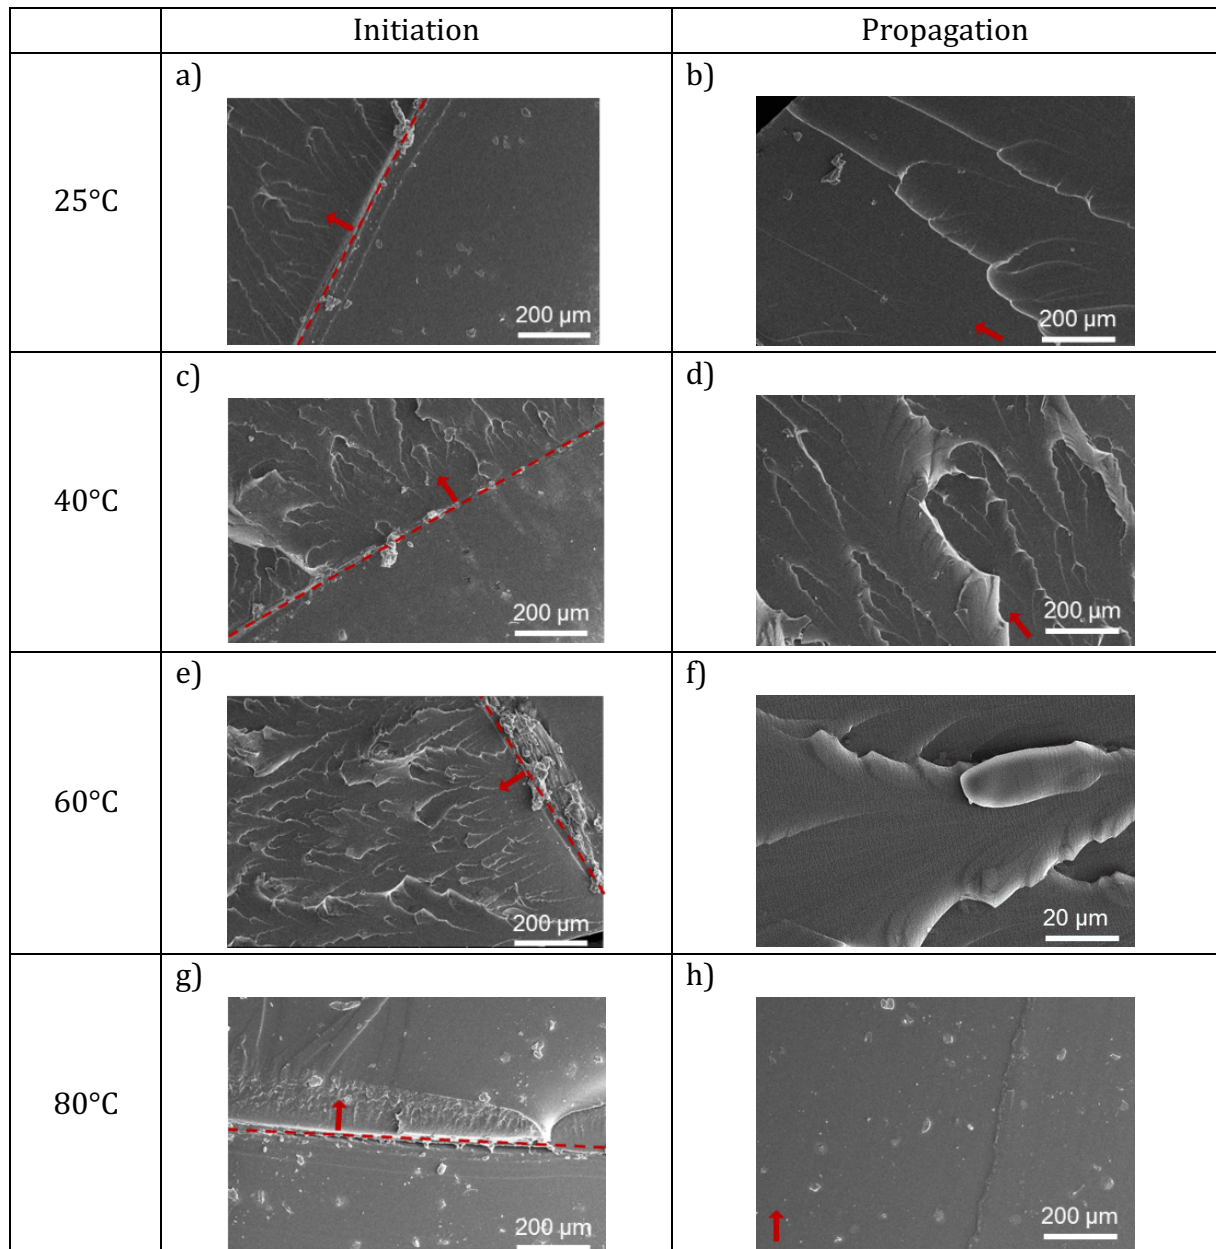 Initiation
Propagation
25°C
a)
200 µm
b)
200 µm
40°C
c)
200 µm
d)
200 µm
60°C
e)
200 µm
f)
20 µm
80°C
g)
200 µm
h)
200 µm